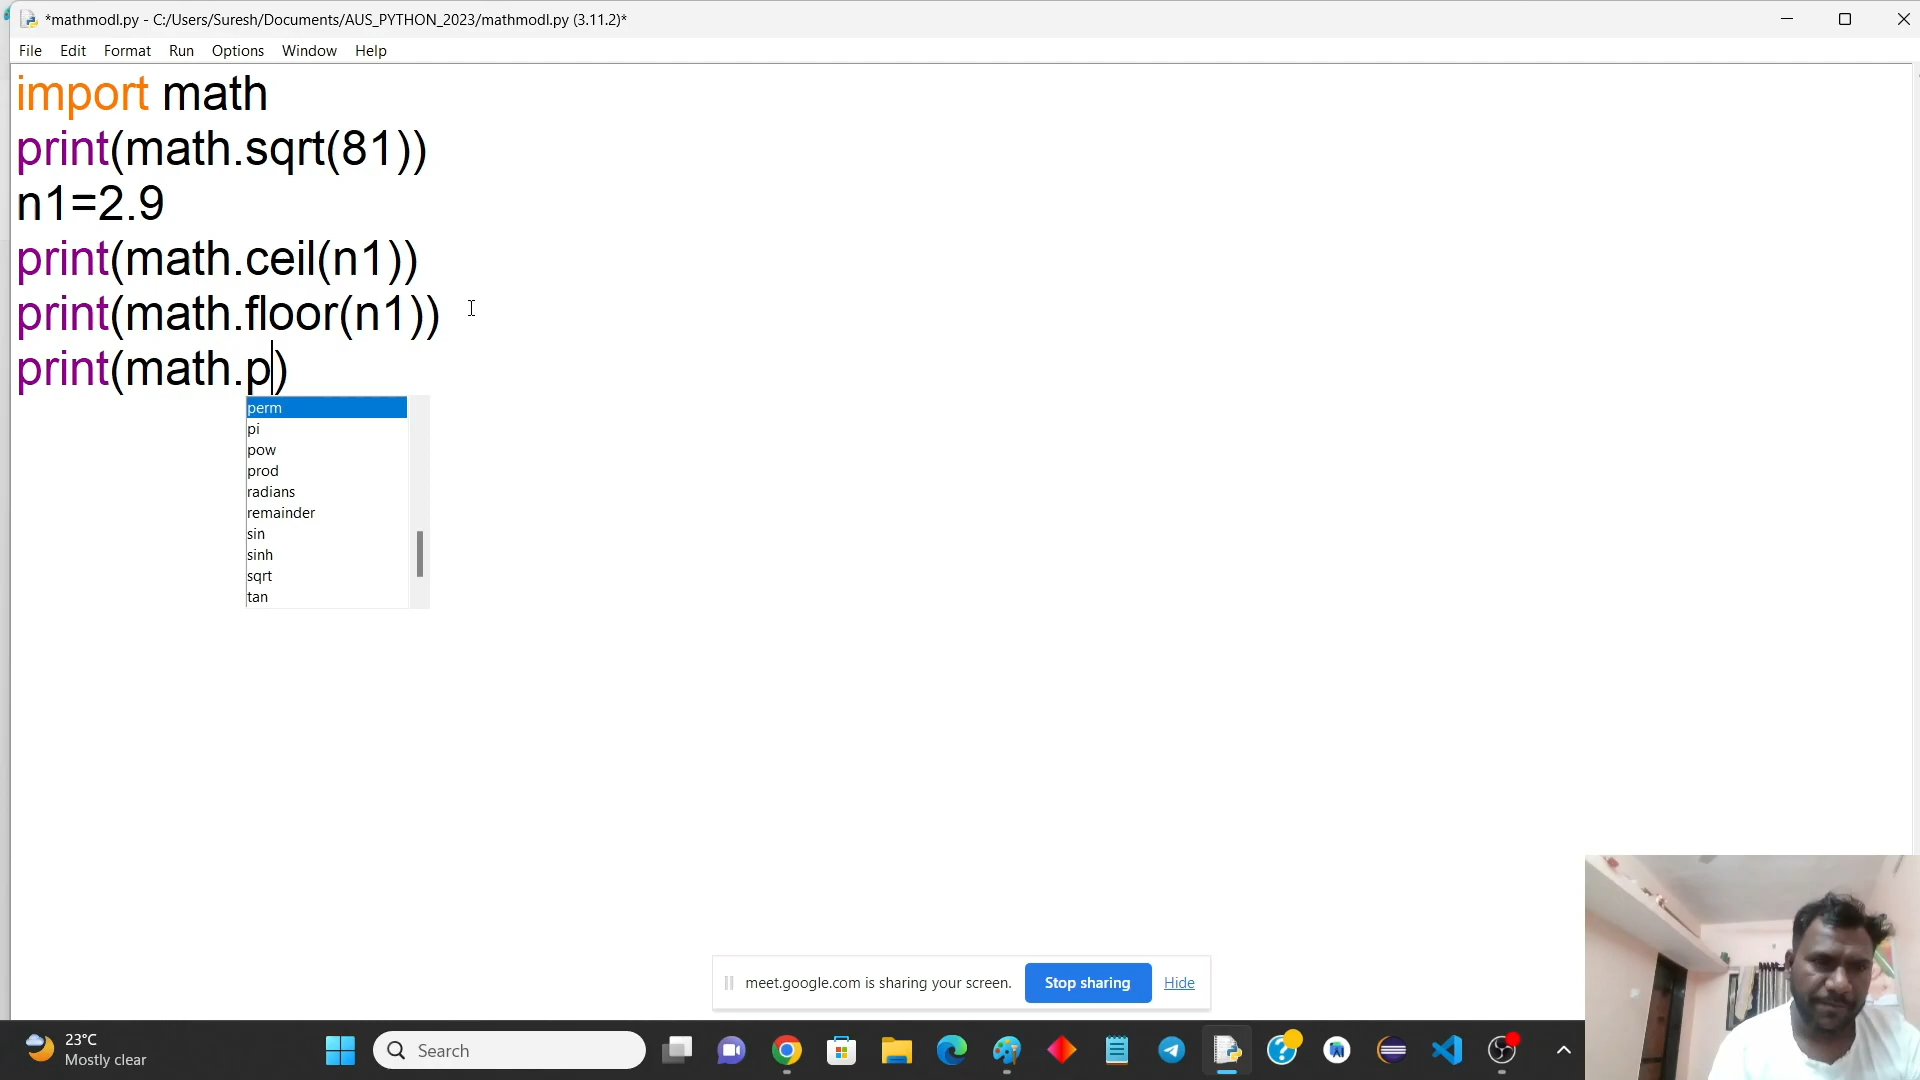 *mathmodl.py - C:/Users/Suresh/Documents/AUS_PYTHON_2023/mathmodl.py (3.11.2)*
File Edit Format Run Options Window Help
import math
print(math.sqrt(81))
n1=2.9
print(math.ceil(n1))
print(math.floor(n1))
print(math.p)
perm
pi
pow
prod
radians
remainder
sin
sinh
sqrt
tan
meet.google.com is sharing your screen. Stop sharing Hide
23°C
Mostly clear
Search